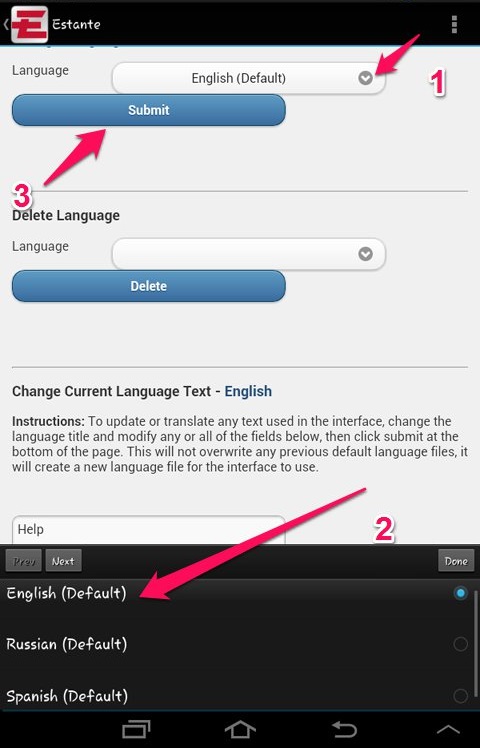 Estante
Language
English (Default)
1
Submit
3
Delete Language
Language
Delete
Change Current Language Text - English
Instructions: To update or translate any text used in the interface, change the
language title and modify any or all of the fields below, then click submit at the
bottom of the page. This will not overwrite any previous default language files, it
will create a new language file for the interface to use.
Help
2
Prev
Next
Done
English (Default)
Russian (Default)
Spanish (Default)